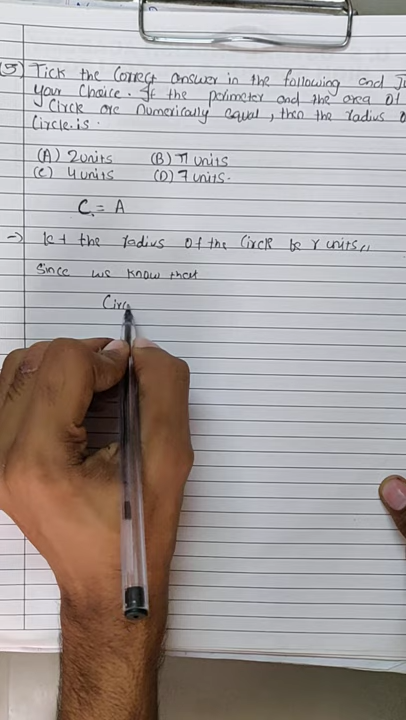 5) Tick the correct answer in the following and
your choice. If the perimeter and the area of
Circle are numerically equal, then the radius
Circle.is.
(A) 2units (B) π units
(C) 4units (D) 7 units.
C = A
→ let the radius of the circle be r units,,
Since we know that
Circ